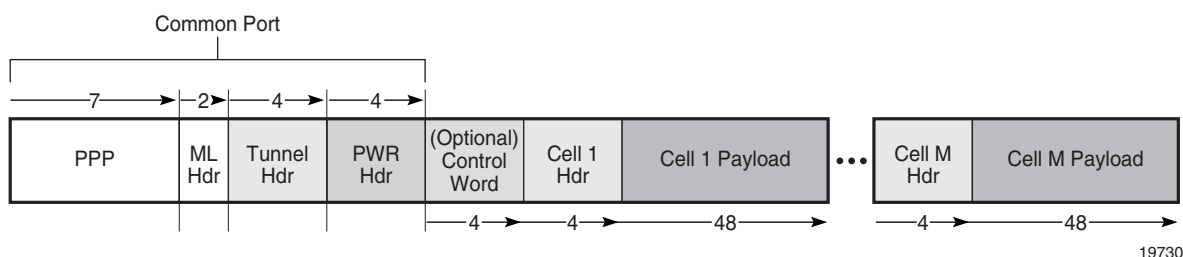 Common Port
7 2 4 4
PPP
ML
Hdr
Tunnel
Hdr
PWR
Hdr
(Optional)
Control
Word
Cell 1
Hdr
Cell 1 Payload
•••
Cell M
Hdr
Cell M Payload
4 4 48 4 48
19730